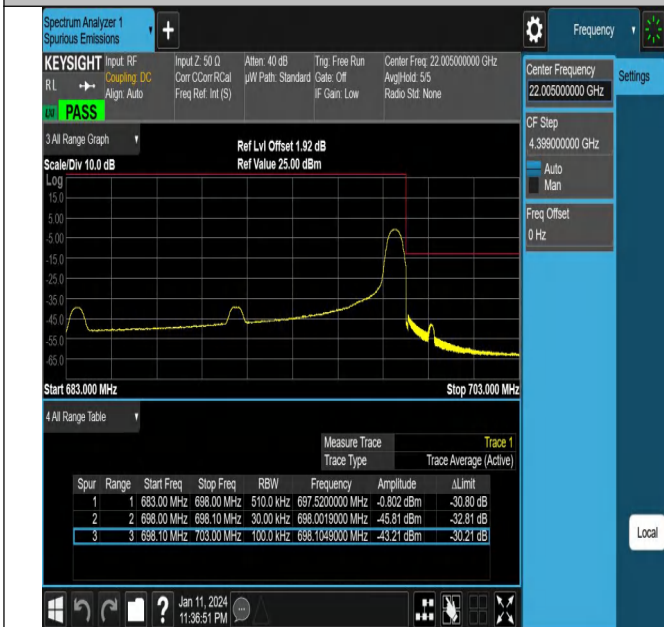 Spectrum Analyzer 1
Spurious Emissions
Frequency
KEYSIGHT
RL
Input: RF
Coupling: DC
Align: Auto
Input Z: 50 Ω
Corr CCorr RCal
Freq Ref: Int (S)
Atten: 40 dB
µW Path: Standard
Trig: Free Run
Gate: Off
IF Gain: Low
Center Freq: 22.005000000 GHz
Avg|Hold: 5/5
Radio Std: None
PASS
Center Frequency
22.005000000 GHz
Settings
CF Step
4.399000000 GHz
Auto
Man
Freq Offset
0 Hz
3 All Range Graph
Ref Lvl Offset 1.92 dB
Scale/Div 10.0 dB
Ref Value 25.00 dBm
Log
15.0
5.00
-5.00
-15.0
-25.0
-35.0
-45.0
-55.0
-65.0
Start 683.000 MHz
Stop 703.000 MHz
4 All Range Table
Measure Trace Trace 1
Trace Type Trace Average (Active)
Spur Range Start Freq Stop Freq RBW Frequency Amplitude ΔLimit
1 1 683.00 MHz 698.00 MHz 510.0 kHz 697.5200000 MHz -0.802 dBm -30.80 dB
2 2 698.00 MHz 698.10 MHz 30.00 kHz 698.0019000 MHz -45.81 dBm -32.81 dB
3 3 698.10 MHz 703.00 MHz 100.0 kHz 698.1049000 MHz -43.21 dBm -30.21 dB
Local
Jan 11, 2024
11:36:51 PM